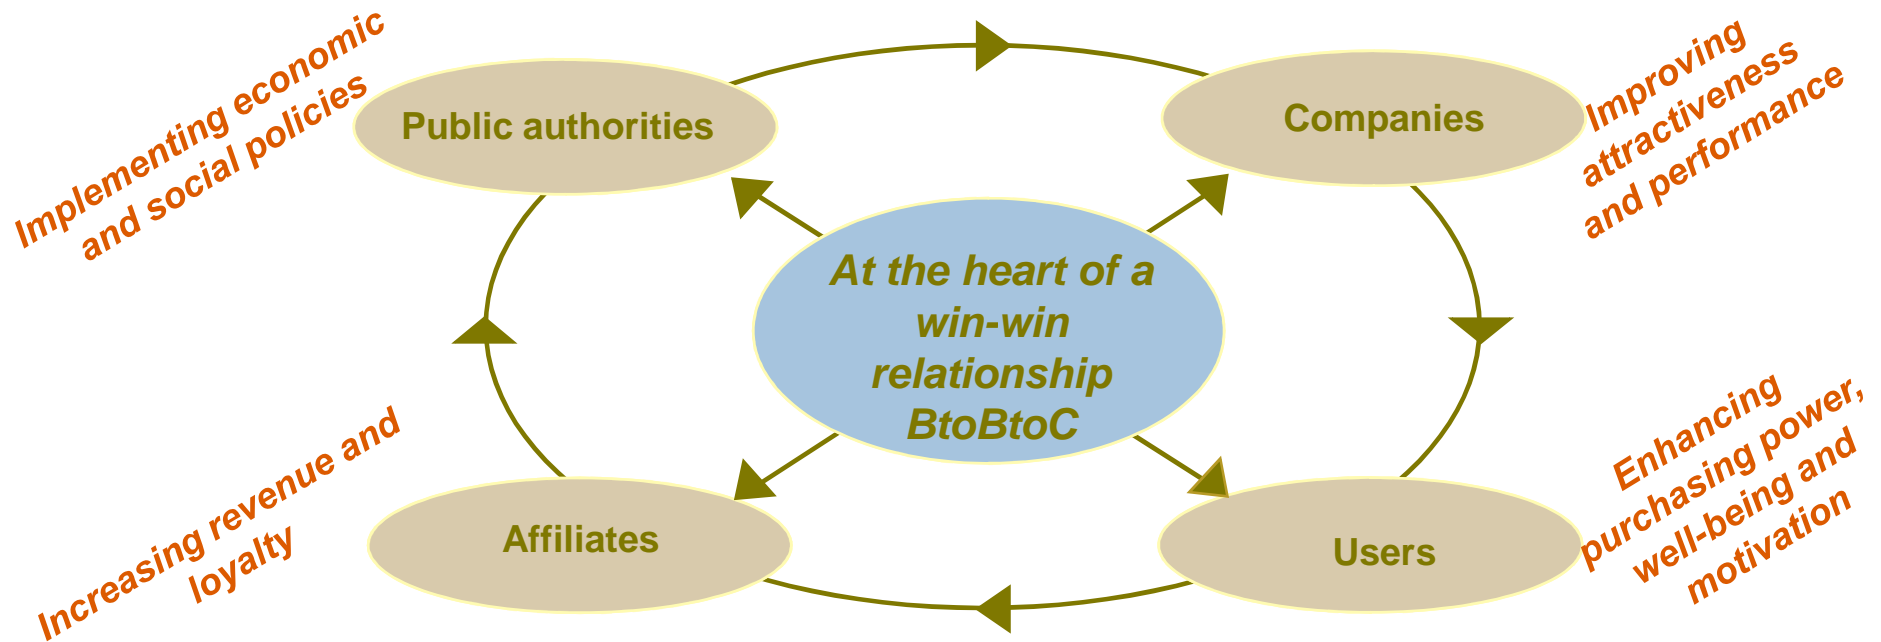 Implementing economic
and social policies
Public authorities
Companies
Improving
attractiveness
and performance
At the heart of a
win-win
relationship
BtoBtoC
Increasing revenue and
loyalty
Affiliates
Users
Enhancing
purchasing power,
well-being and
motivation